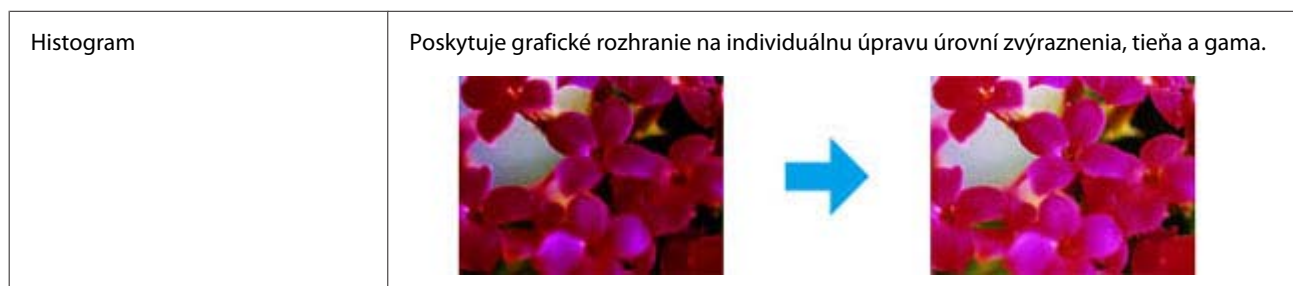 Histogram
Poskytuje grafické rozhranie na individuálnu úpravu úrovní zvýraznenia, tieňa a gama.